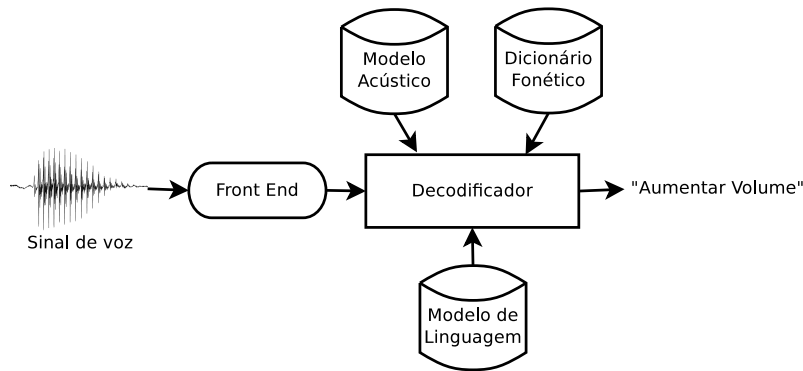 Modelo
Acústico
Dicionário
Fonético
Sinal de voz
Front End
Decodificador
"Aumentar Volume"
Modelo de
Linguagem